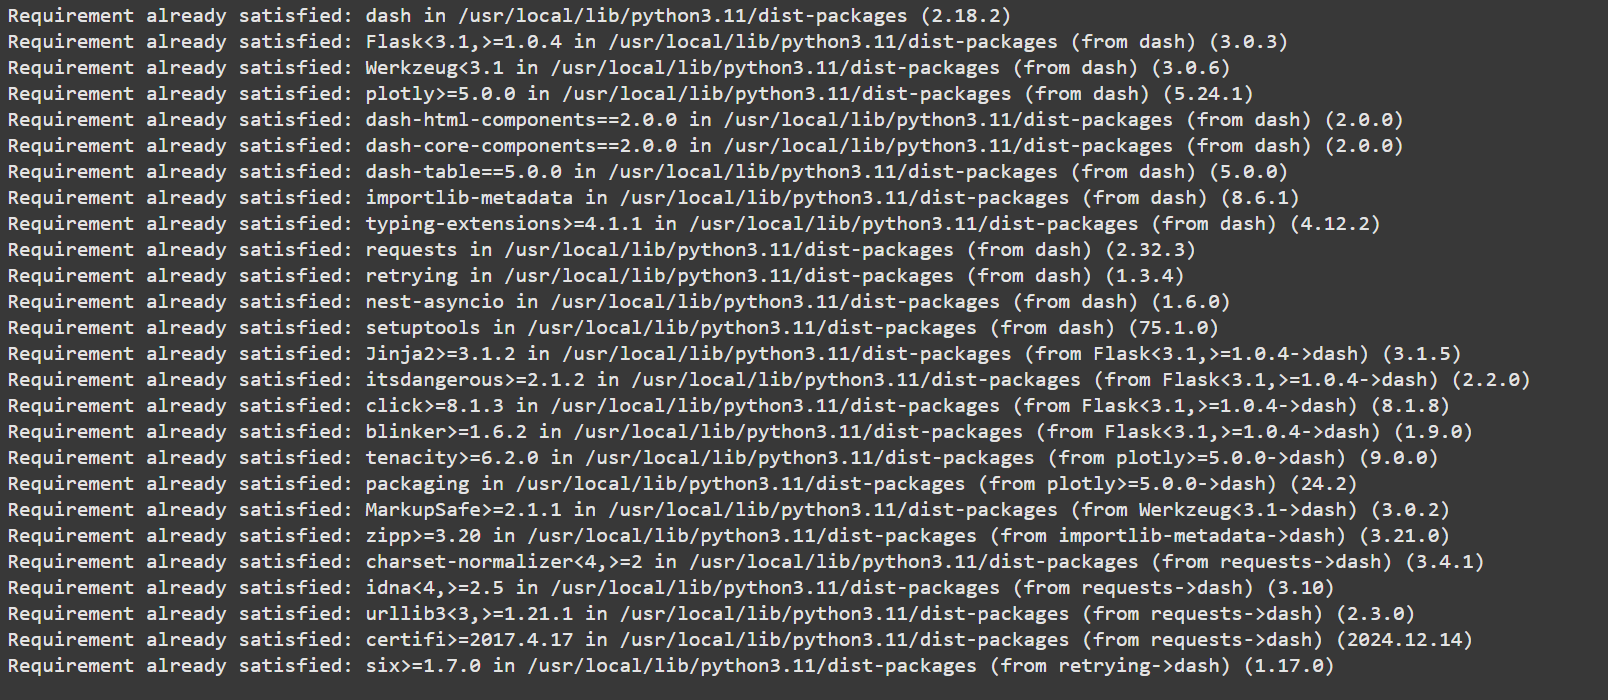 Requirement already satisfied: dash in /usr/local/lib/python3.11/dist-packages (2.18.2)
Requirement already satisfied: Flask<3.1,>=1.0.4 in /usr/local/lib/python3.11/dist-packages (from dash) (3.0.3)
Requirement already satisfied: Werkzeug<3.1 in /usr/local/lib/python3.11/dist-packages (from dash) (3.0.6)
Requirement already satisfied: plotly>=5.0.0 in /usr/local/lib/python3.11/dist-packages (from dash) (5.24.1)
Requirement already satisfied: dash-html-components==2.0.0 in /usr/local/lib/python3.11/dist-packages (from dash) (2.0.0)
Requirement already satisfied: dash-core-components==2.0.0 in /usr/local/lib/python3.11/dist-packages (from dash) (2.0.0)
Requirement already satisfied: dash-table==5.0.0 in /usr/local/lib/python3.11/dist-packages (from dash) (5.0.0)
Requirement already satisfied: importlib-metadata in /usr/local/lib/python3.11/dist-packages (from dash) (8.6.1)
Requirement already satisfied: typing-extensions>=4.1.1 in /usr/local/lib/python3.11/dist-packages (from dash) (4.12.2)
Requirement already satisfied: requests in /usr/local/lib/python3.11/dist-packages (from dash) (2.32.3)
Requirement already satisfied: retrying in /usr/local/lib/python3.11/dist-packages (from dash) (1.3.4)
Requirement already satisfied: nest-asyncio in /usr/local/lib/python3.11/dist-packages (from dash) (1.6.0)
Requirement already satisfied: setuptools in /usr/local/lib/python3.11/dist-packages (from dash) (75.1.0)
Requirement already satisfied: Jinja2>=3.1.2 in /usr/local/lib/python3.11/dist-packages (from Flask<3.1,>=1.0.4->dash) (3.1.5)
Requirement already satisfied: itsdangerous>=2.1.2 in /usr/local/lib/python3.11/dist-packages (from Flask<3.1,>=1.0.4->dash) (2.2.0)
Requirement already satisfied: click>=8.1.3 in /usr/local/lib/python3.11/dist-packages (from Flask<3.1,>=1.0.4->dash) (8.1.8)
Requirement already satisfied: blinker>=1.6.2 in /usr/local/lib/python3.11/dist-packages (from Flask<3.1,>=1.0.4->dash) (1.9.0)
Requirement already satisfied: tenacity>=6.2.0 in /usr/local/lib/python3.11/dist-packages (from plotly>=5.0.0->dash) (9.0.0)
Requirement already satisfied: packaging in /usr/local/lib/python3.11/dist-packages (from plotly>=5.0.0->dash) (24.2)
Requirement already satisfied: MarkupSafe>=2.1.1 in /usr/local/lib/python3.11/dist-packages (from Werkzeug<3.1->dash) (3.0.2)
Requirement already satisfied: zipp>=3.20 in /usr/local/lib/python3.11/dist-packages (from importlib-metadata->dash) (3.21.0)
Requirement already satisfied: charset-normalizer<4,>=2 in /usr/local/lib/python3.11/dist-packages (from requests->dash) (3.4.1)
Requirement already satisfied: idna<4,>=2.5 in /usr/local/lib/python3.11/dist-packages (from requests->dash) (3.10)
Requirement already satisfied: urllib3<3,>=1.21.1 in /usr/local/lib/python3.11/dist-packages (from requests->dash) (2.3.0)
Requirement already satisfied: certifi>=2017.4.17 in /usr/local/lib/python3.11/dist-packages (from requests->dash) (2024.12.14)
Requirement already satisfied: six>=1.7.0 in /usr/local/lib/python3.11/dist-packages (from retrying->dash) (1.17.0)